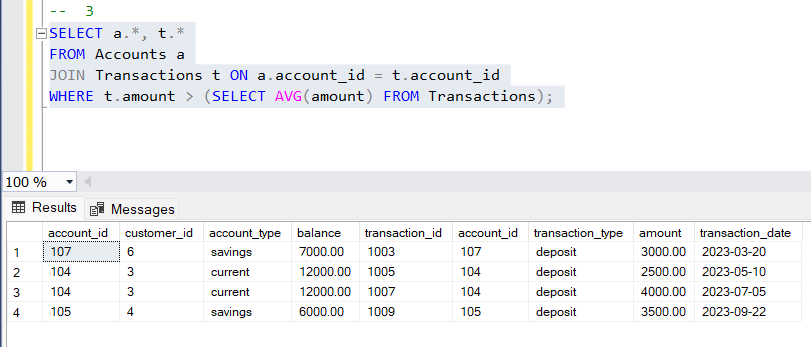 -- 3
SELECT a.*, t.*
FROM Accounts a
JOIN Transactions t ON a.account_id = t.account_id
WHERE t.amount > (SELECT AVG(amount) FROM Transactions);
100 %
Results Messages
account_id customer_id account_type balance transaction_id account_id transaction_type amount transaction_date
1 107 6 savings 7000.00 1003 107 deposit 3000.00 2023-03-20
2 104 3 current 12000.00 1005 104 deposit 2500.00 2023-05-10
3 104 3 current 12000.00 1007 104 deposit 4000.00 2023-07-05
4 105 4 savings 6000.00 1009 105 deposit 3500.00 2023-09-22